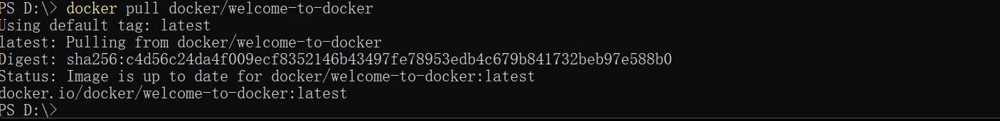 PS D:\> docker pull docker/welcome-to-docker
Using default tag: latest
latest: Pulling from docker/welcome-to-docker
Digest: sha256:c4d56c24da4f009ecf8352146b43497fe78953edb4c679b841732beb97e588b0
Status: Image is up to date for docker/welcome-to-docker:latest
docker.io/docker/welcome-to-docker:latest
PS D:\>